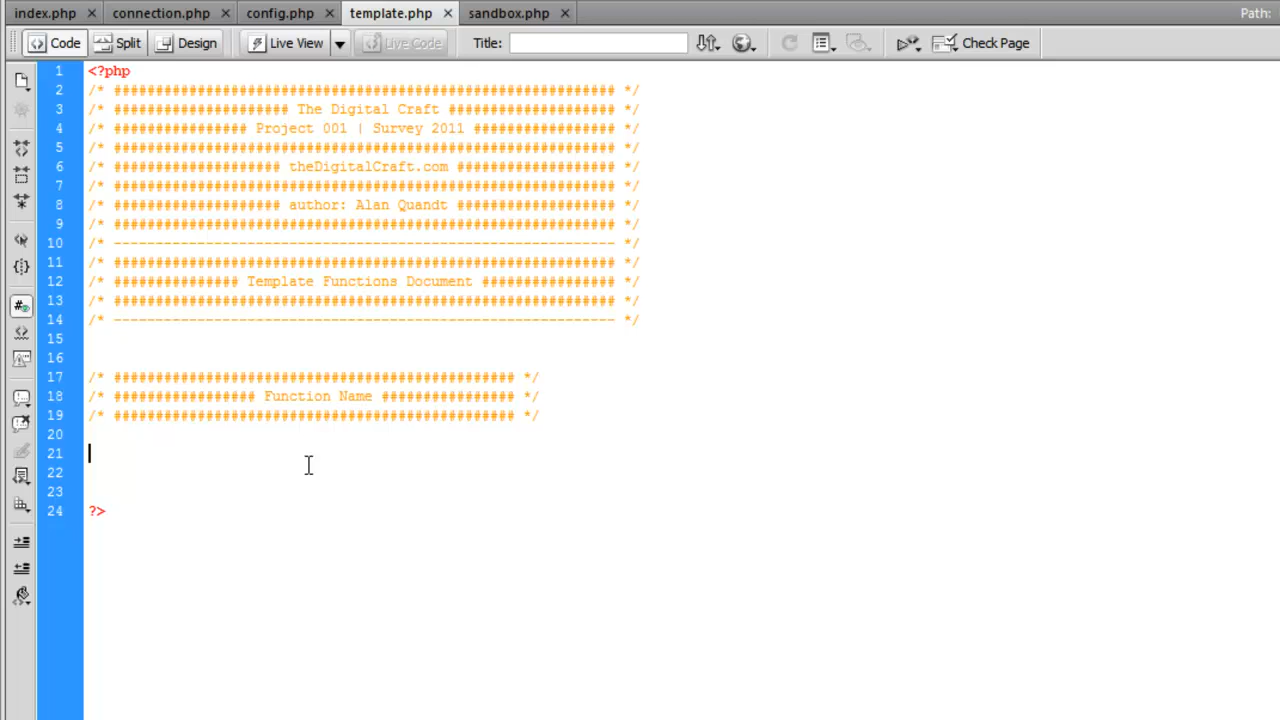 index.php × connection.php × config.php × template.php × sandbox.php × Path:
Code Split Design Live View Live Code Title: Check Page
1 <?php
2 /* ############################################################ */
3 /* ##################### The Digital Craft #################### */
4 /* ################ Project 001 | Survey 2011 ################# */
5 /* ############################################################ */
6 /* #################### theDigitalCraft.com ################### */
7 /* ############################################################ */
8 /* #################### author: Alan Quandt ################### */
9 /* ############################################################ */
10 /* ------------------------------------------------------------ */
11 /* ############################################################ */
12 /* ############### Template Functions Document ################ */
13 /* ############################################################ */
14 /* ------------------------------------------------------------ */
15
16
17 /* ################################################ */
18 /* ################# Function Name ################ */
19 /* ################################################ */
20
21
22
23
24 ?>